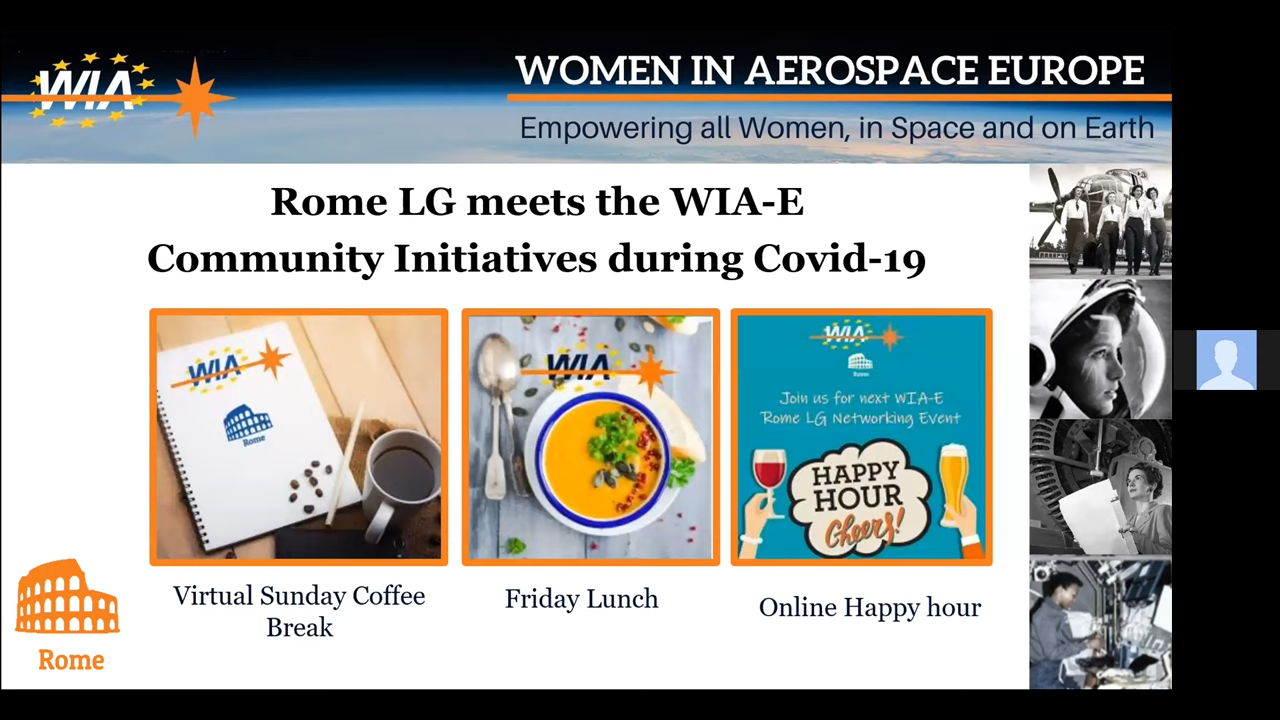 WIA
WOMEN IN AEROSPACE EUROPE
Empowering all Women, in Space and on Earth
Rome LG meets the WIA-E
Community Initiatives during Covid-19
WIA
Rome
WIA
WIA
Rome
Join us for next WIA-E
Rome LG Networking Event
HAPPY
HOUR
Cheers!
Virtual Sunday Coffee
Break
Friday Lunch
Online Happy hour
Rome